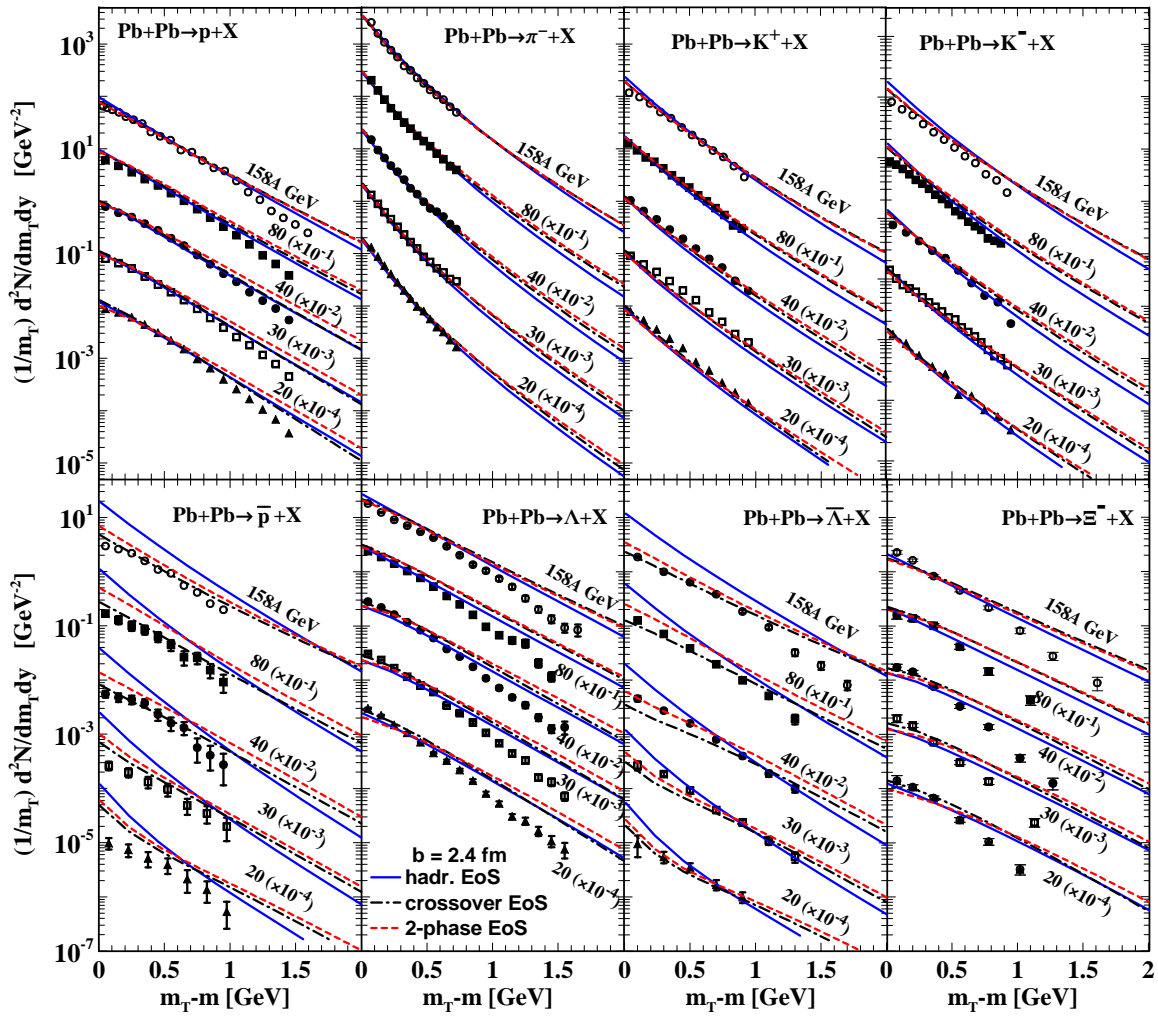 Pb+Pb→p+X
Pb+Pb→π⁻+X
Pb+Pb→K⁺+X
Pb+Pb→K⁻+X
(1/m_T) d²N/dm_Tdy [GeV⁻²]
10³
10
10⁻¹
10⁻³
10⁻⁵
158A GeV
80 (×10⁻¹)
40 (×10⁻²)
30 (×10⁻³)
20 (×10⁻⁴)
158A GeV
80 (×10⁻¹)
40 (×10⁻²)
30 (×10⁻³)
20 (×10⁻⁴)
158A GeV
80 (×10⁻¹)
40 (×10⁻²)
30 (×10⁻³)
20 (×10⁻⁴)
158A GeV
80 (×10⁻¹)
40 (×10⁻²)
30 (×10⁻³)
20 (×10⁻⁴)
Pb+Pb→p̅+X
Pb+Pb→Λ+X
Pb+Pb→Λ̅+X
Pb+Pb→Ξ⁻+X
(1/m_T) d²N/dm_Tdy [GeV⁻²]
10
10⁻¹
10⁻³
10⁻⁵
10⁻⁷
158A GeV
80 (×10⁻¹)
40 (×10⁻²)
30 (×10⁻³)
20 (×10⁻⁴)
158A GeV
80 (×10⁻¹)
40 (×10⁻²)
30 (×10⁻³)
20 (×10⁻⁴)
b = 2.4 fm
hadr. EoS
crossover EoS
2-phase EoS
158A GeV
80 (×10⁻¹)
40 (×10⁻²)
30 (×10⁻³)
20 (×10⁻⁴)
158A GeV
80 (×10⁻¹)
40 (×10⁻²)
30 (×10⁻³)
20 (×10⁻⁴)
0 0.5 1 1.5 0 0.5 1 1.5 0 0.5 1 1.5 0 0.5 1 1.5 2
m_T-m [GeV]
m_T-m [GeV]
m_T-m [GeV]
m_T-m [GeV]